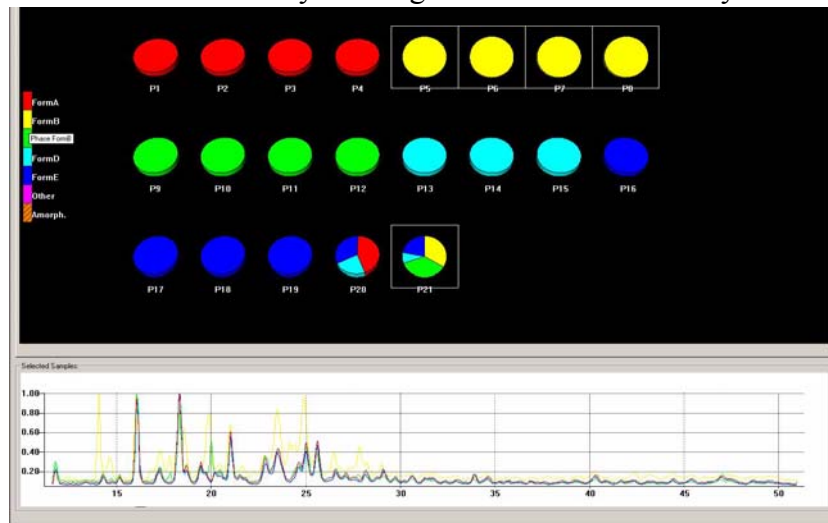 P1 P2 P3 P4 P5 P6 P7 P8
FormA
FormB
Phase FormB
FormD
FormE
Other
Amorph.
P9 P10 P11 P12 P13 P14 P15 P16
P17 P18 P19 P20 P21
Selected Samples
1.00
0.80
0.60
0.40
0.20
15 20 25 30 35 40 45 50